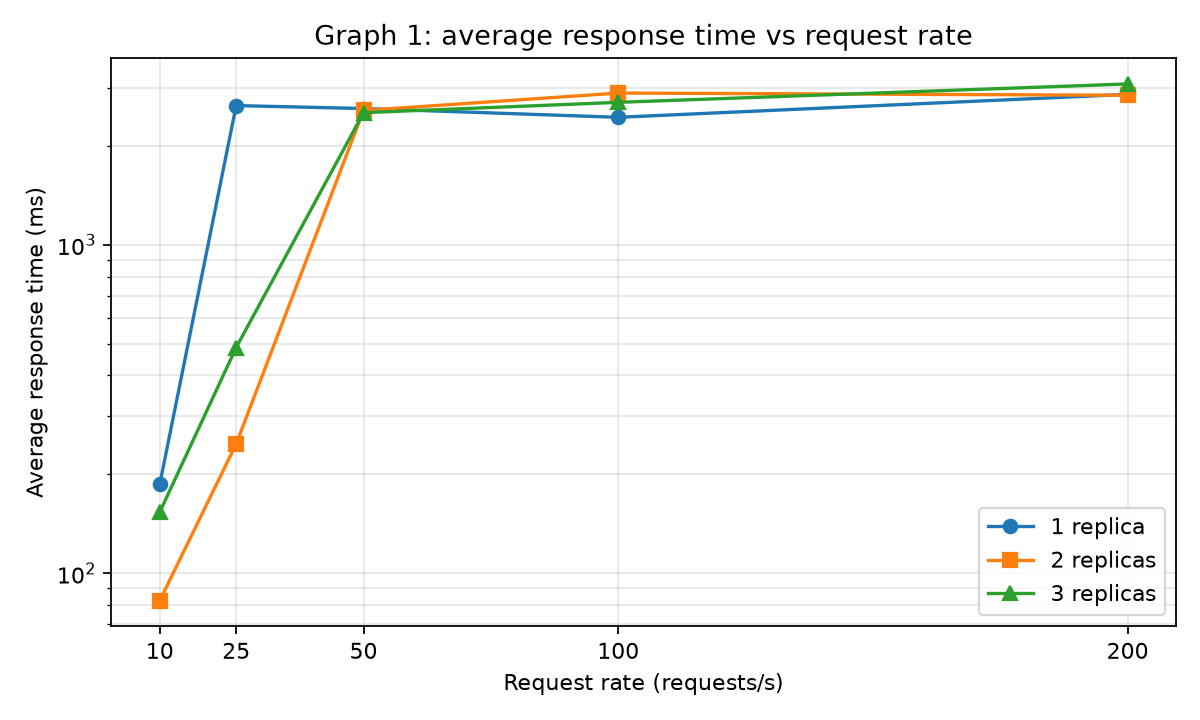 Graph 1: average response time vs request rate
Average response time (ms)
10³
10²
1 replica
2 replicas
3 replicas
10 25 50 100 200
Request rate (requests/s)